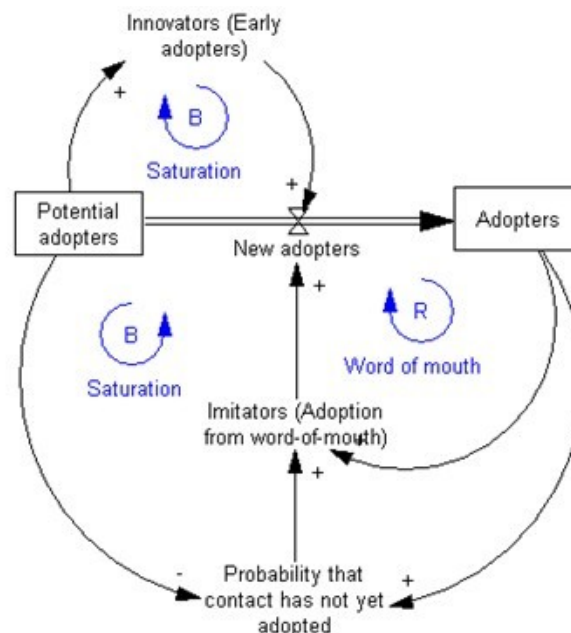 Innovators (Early
adopters)
+
B
Saturation
+
Potential
adopters
Adopters
New adopters
+
B
Saturation
R
Word of mouth
Imitators (Adoption
from word-of-mouth)
+
+
-
Probability that
contact has not yet
adopted
+